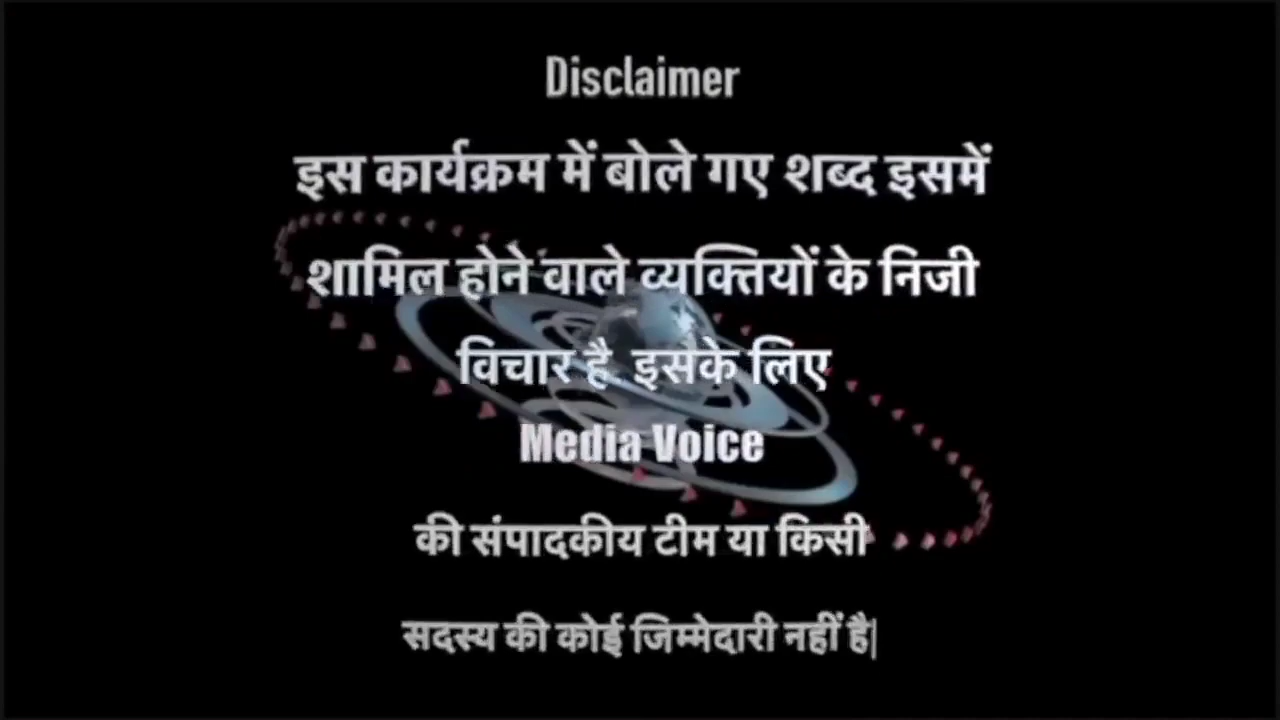 Disclaimer
इस कार्यक्रम में बोले गए शब्द इसमें
शामिल होने वाले व्यक्तियों के निजी
विचार है इसके लिए
Media Voice
की संपादकीय टीम या किसी
सदस्य की कोई जिम्मेदारी नहीं है|